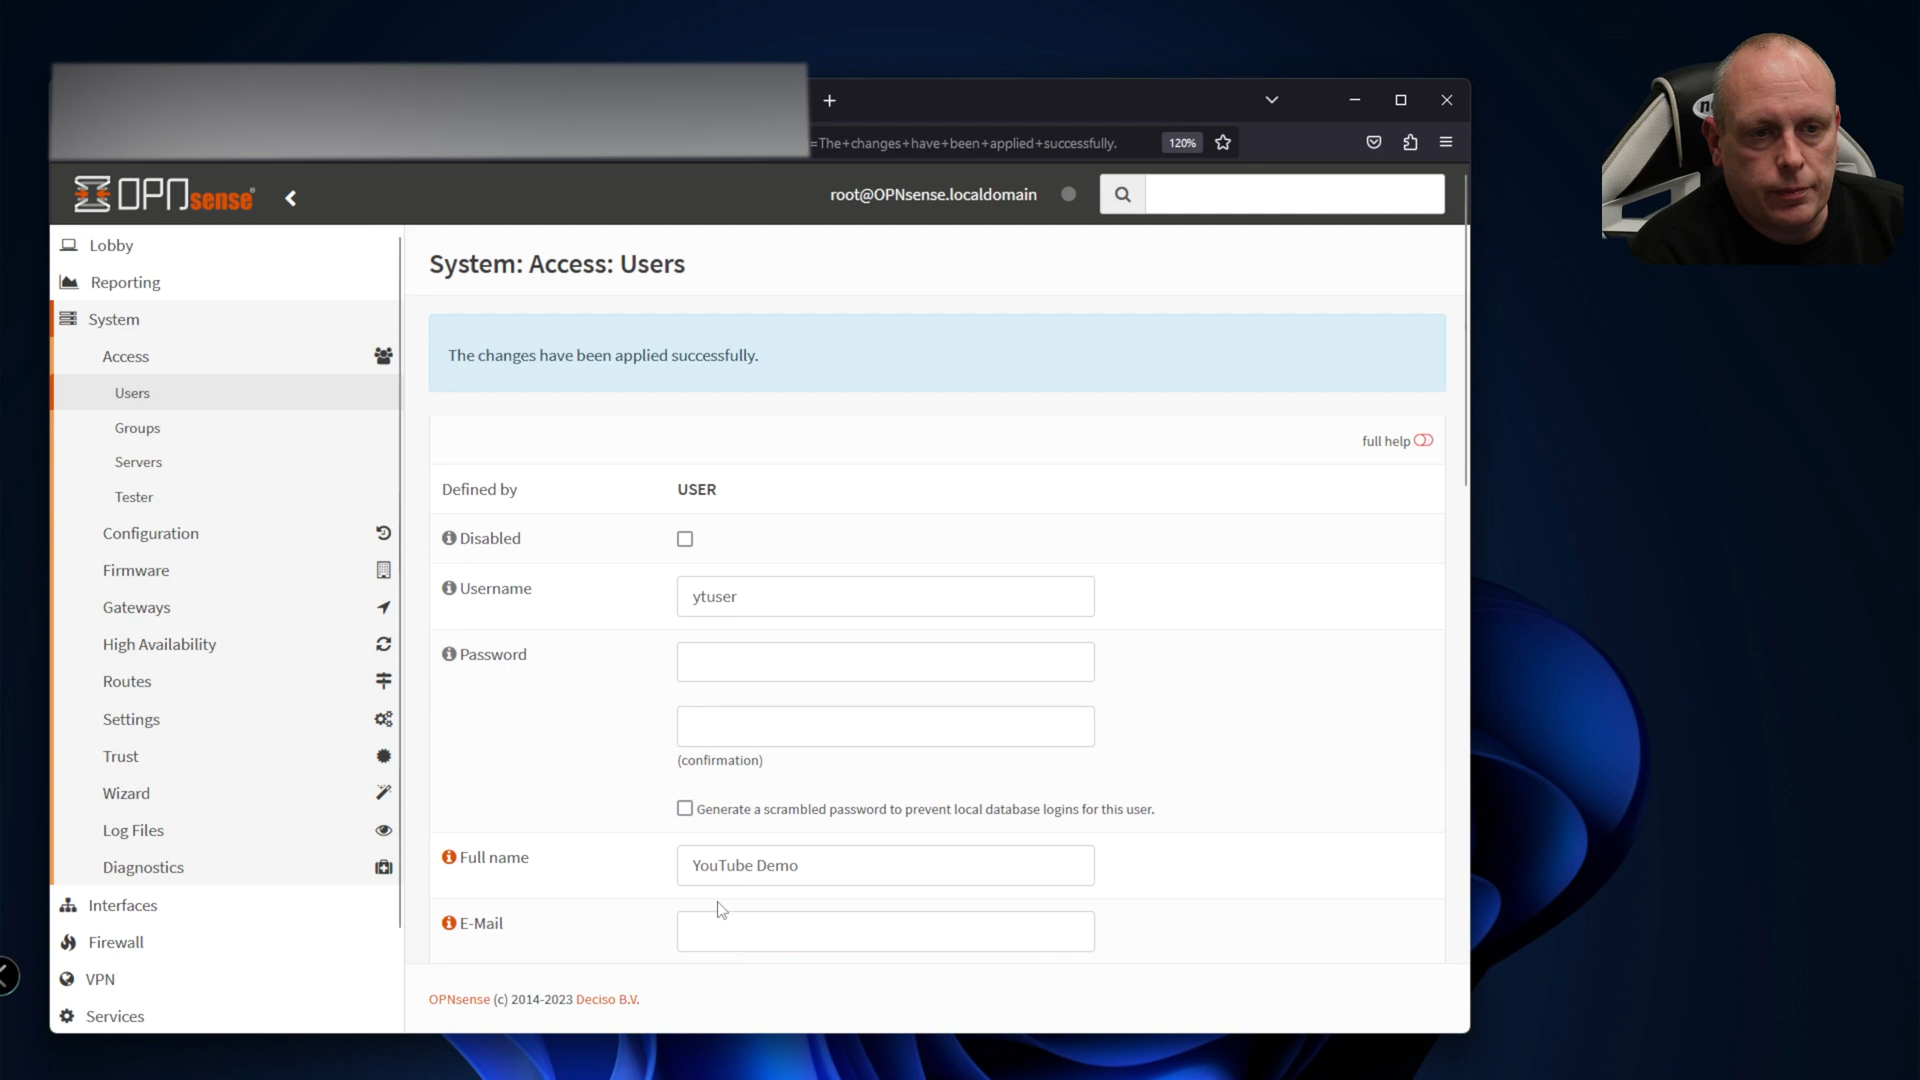 =The+changes+have+been+applied+successfully.
120%
OPNsense
root@OPNsense.localdomain
Lobby
Reporting
System
Access
Users
Groups
Servers
Tester
Configuration
Firmware
Gateways
High Availability
Routes
Settings
Trust
Wizard
Log Files
Diagnostics
Interfaces
Firewall
VPN
Services
System: Access: Users
The changes have been applied successfully.
full help
Defined by USER
Disabled
Username ytuser
Password
(confirmation)
Generate a scrambled password to prevent local database logins for this user.
Full name YouTube Demo
E-Mail
OPNsense (c) 2014-2023 Deciso B.V.